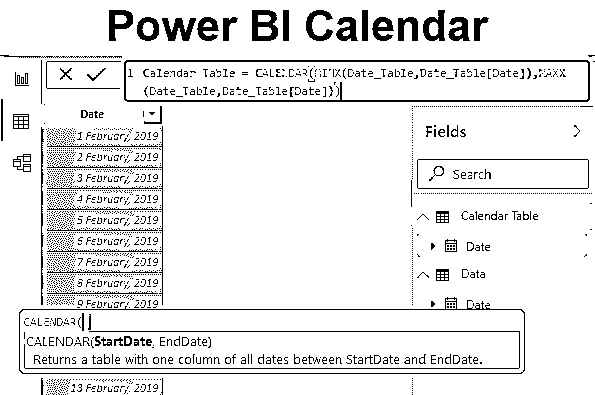 Power BI Calendar
1 Calendar Table = CALENDAR(MINX(Date_Table,Date_Table[Date]),MAXX
(Date_Table,Date_Table[Date]))
Date
1 February, 2019
2 February, 2019
3 February, 2019
4 February, 2019
5 February, 2019
6 February, 2019
7 February, 2019
8 February, 2019
9 February, 2019
CALENDAR(
CALENDAR(StartDate, EndDate)
Returns a table with one column of all dates between StartDate and EndDate.
13 February, 2019
Fields
Search
Calendar Table
Date
Data
Date